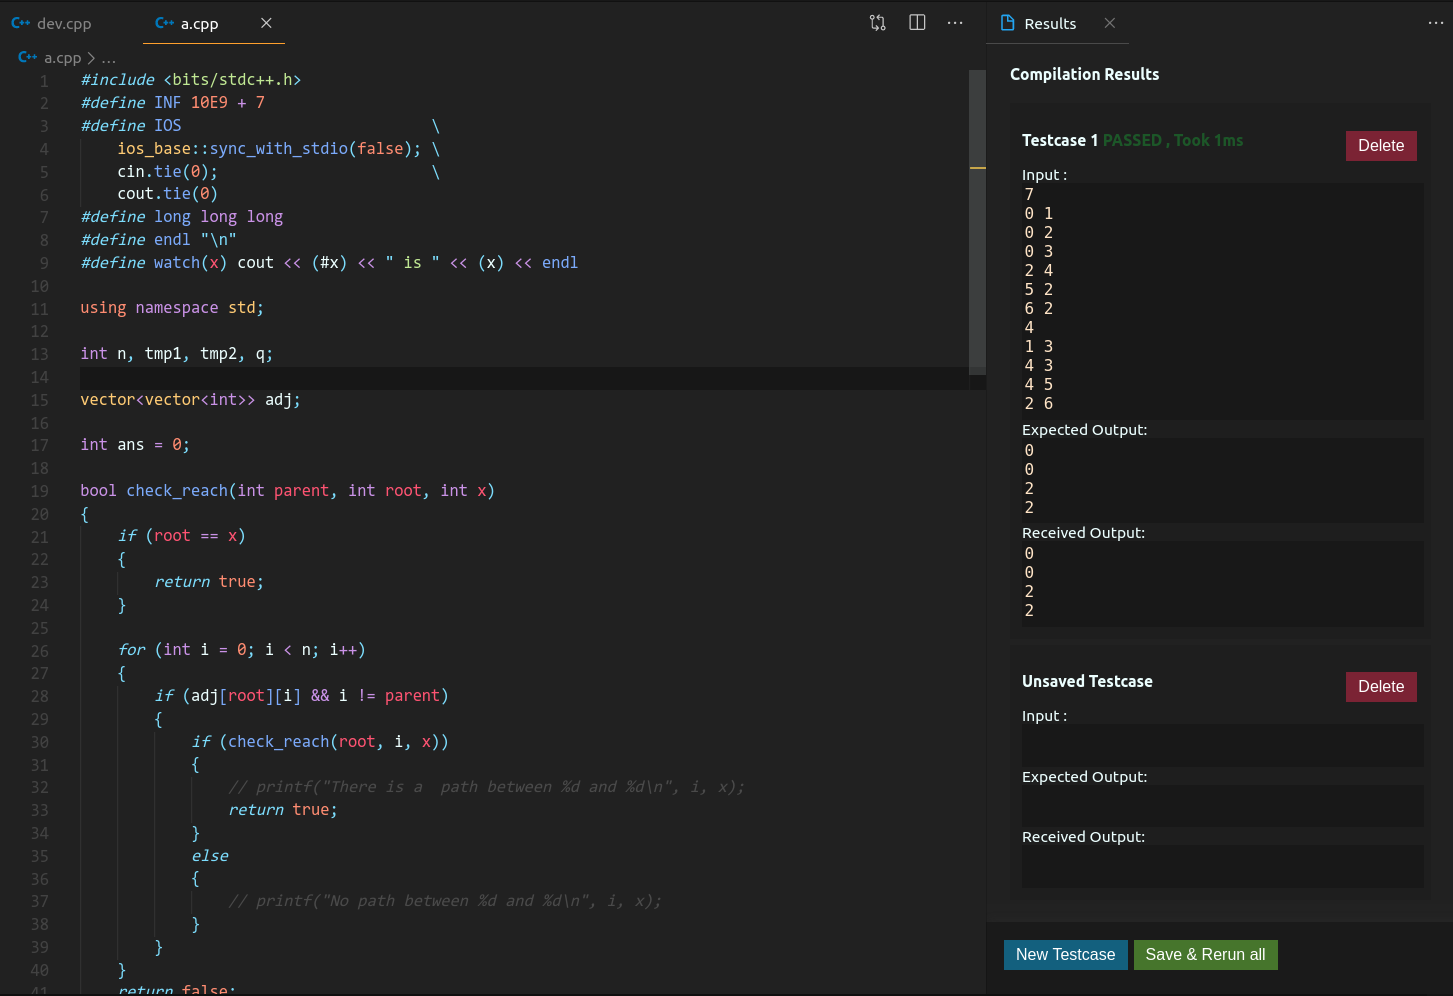 C++ dev.cpp
C++ a.cpp
C++ a.cpp > ...
1 #include <bits/stdc++.h>
2 #define INF 10E9 + 7
3 #define IOS                           \
4     ios_base::sync_with_stdio(false); \
5     cin.tie(0);                       \
6     cout.tie(0)
7 #define long long long
8 #define endl "\n"
9 #define watch(x) cout << (#x) << " is " << (x) << endl
10
11 using namespace std;
12
13 int n, tmp1, tmp2, q;
14
15 vector<vector<int>> adj;
16
17 int ans = 0;
18
19 bool check_reach(int parent, int root, int x)
20 {
21     if (root == x)
22     {
23         return true;
24     }
25
26     for (int i = 0; i < n; i++)
27     {
28         if (adj[root][i] && i != parent)
29         {
30             if (check_reach(root, i, x))
31             {
32                 // printf("There is a  path between %d and %d\n", i, x);
33                 return true;
34             }
35             else
36             {
37                 // printf("No path between %d and %d\n", i, x);
38             }
39         }
40     }
41     return false;
Results
Compilation Results
Testcase 1 PASSED , Took 1ms
Delete
Input :
7
0 1
0 2
0 3
2 4
5 2
6 2
4
1 3
4 3
4 5
2 6
Expected Output:
0
0
2
2
Received Output:
0
0
2
2
Unsaved Testcase
Delete
Input :
Expected Output:
Received Output:
New Testcase
Save & Rerun all